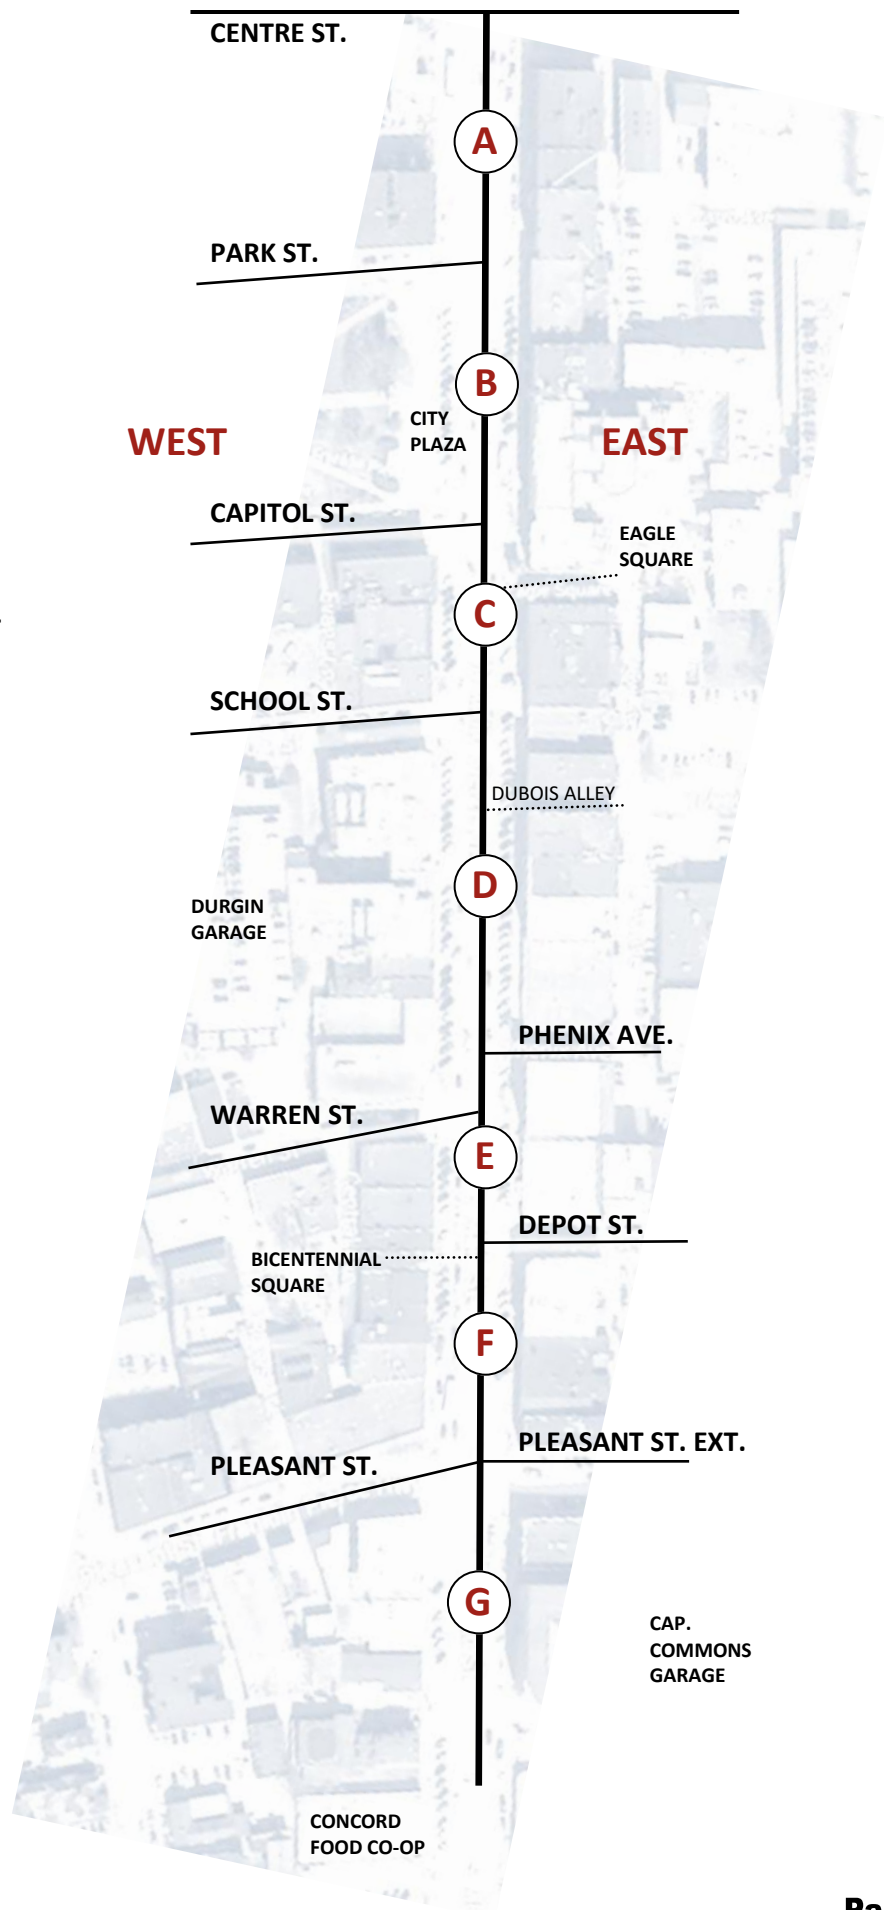 CENTRE ST.
A
PARK ST.
B
CITY
PLAZA
WEST
EAST
CAPITOL ST.
EAGLE
SQUARE
C
SCHOOL ST.
DUBOIS ALLEY
D
DURGIN
GARAGE
PHENIX AVE.
WARREN ST.
E
DEPOT ST.
BICENTENNIAL
SQUARE
F
PLEASANT ST. EXT.
PLEASANT ST.
G
CAP.
COMMONS
GARAGE
CONCORD
FOOD CO-OP